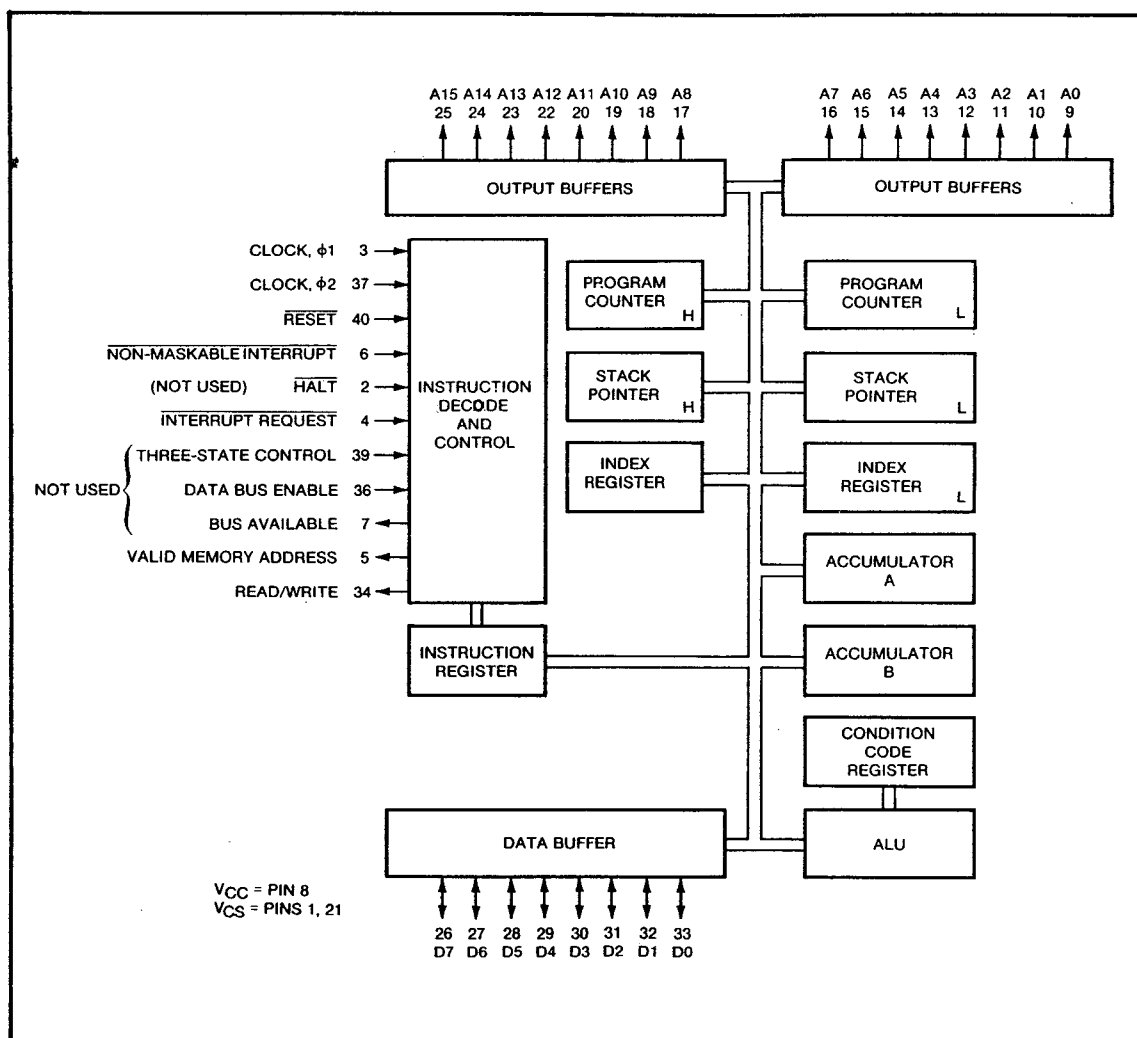 A15 A14 A13 A12 A11 A10 A9 A8
25 24 23 22 20 19 18 17
A7 A6 A5 A4 A3 A2 A1 A0
16 15 14 13 12 11 10 9
OUTPUT BUFFERS
OUTPUT BUFFERS
CLOCK, ϕ1 3
CLOCK, ϕ2 37
RESET 40
NON-MASKABLE INTERRUPT 6
(NOT USED) HALT 2
INTERRUPT REQUEST 4
THREE-STATE CONTROL 39
NOT USED
DATA BUS ENABLE 36
BUS AVAILABLE 7
VALID MEMORY ADDRESS 5
READ/WRITE 34
INSTRUCTION
DECODE
AND
CONTROL
INSTRUCTION
REGISTER
PROGRAM
COUNTER
H
PROGRAM
COUNTER
L
STACK
POINTER
H
STACK
POINTER
L
INDEX
REGISTER
INDEX
REGISTER
L
ACCUMULATOR
A
ACCUMULATOR
B
CONDITION
CODE
REGISTER
ALU
DATA BUFFER
VCC = PIN 8
VCS = PINS 1, 21
26 27 28 29 30 31 32 33
D7 D6 D5 D4 D3 D2 D1 D0